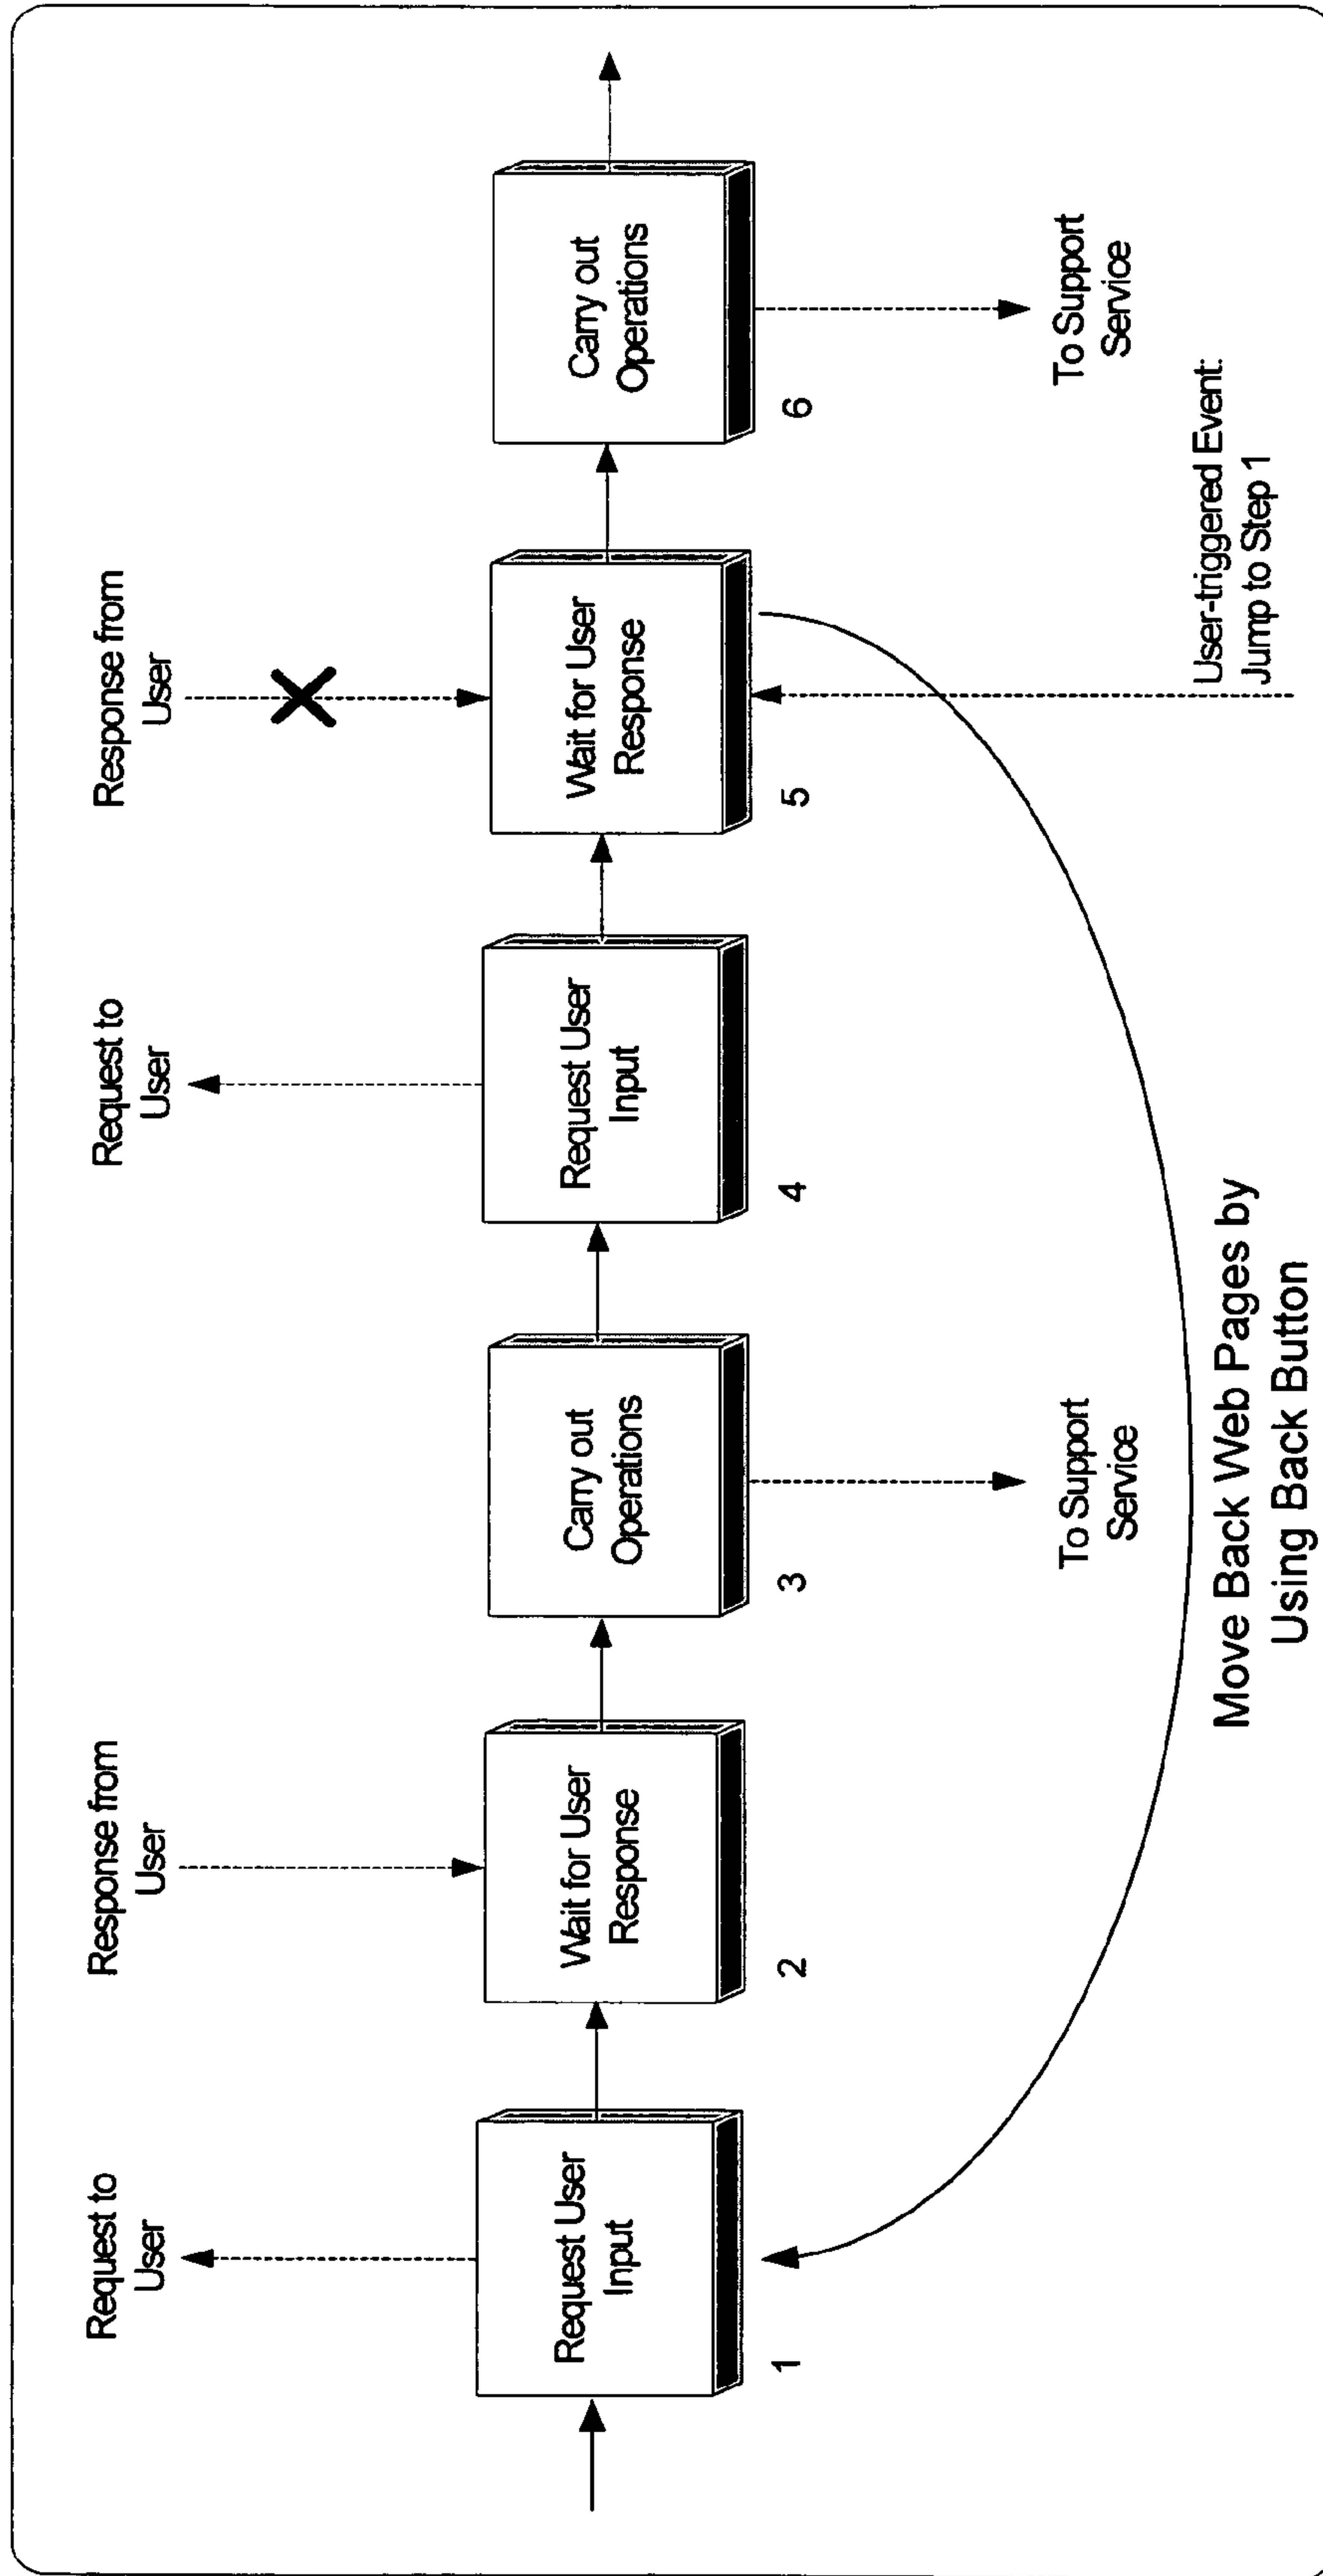 Request to
User
Response from
User
Request to
User
Response from
User
Request User
Input
Wait for User
Response
Carry out
Operations
Request User
Input
Wait for User
Response
Carry out
Operations
1
2
3
4
5
6
To Support
Service
To Support
Service
User-triggered Event:
Jump to Step 1
Move Back Web Pages by
Using Back Button